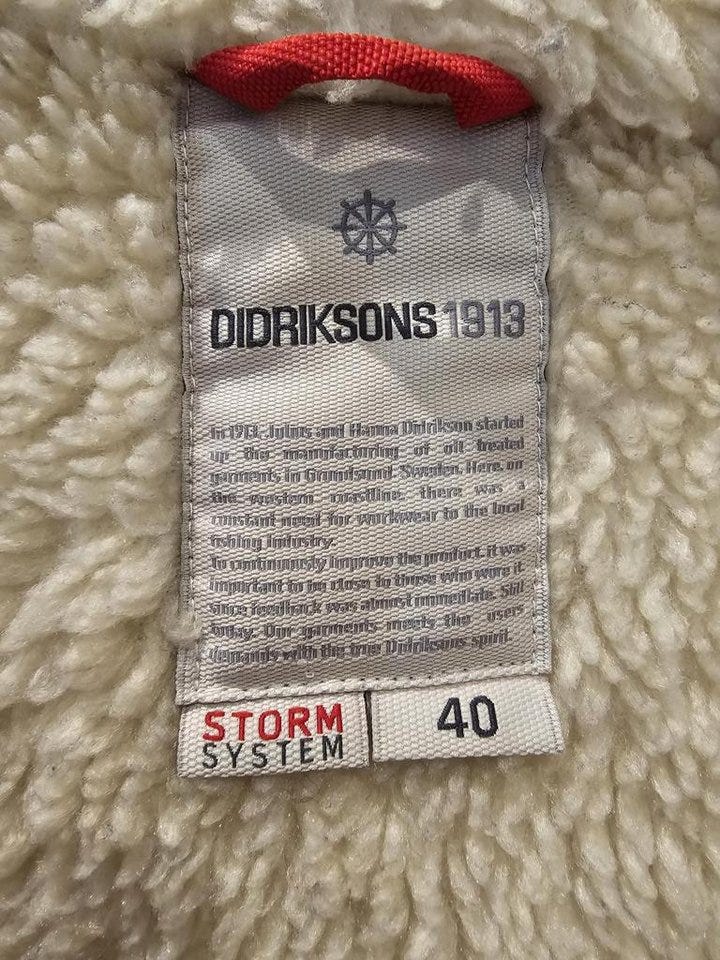 DIDRIKSONS1913
In 1913, Julius and Hanna Didrikson started
up the manufacturing of oil treated
garments in Grundsund, Sweden. Here, on
the western coastline, there was a
constant need for workwear to the local
fishing industry.
To continuously improve the product, it was
important to be close to those who wore it
since feedback was almost immediate. Still
today. Our garments meets the users
demands with the true Didriksons spirit.
STORM
SYSTEM
40